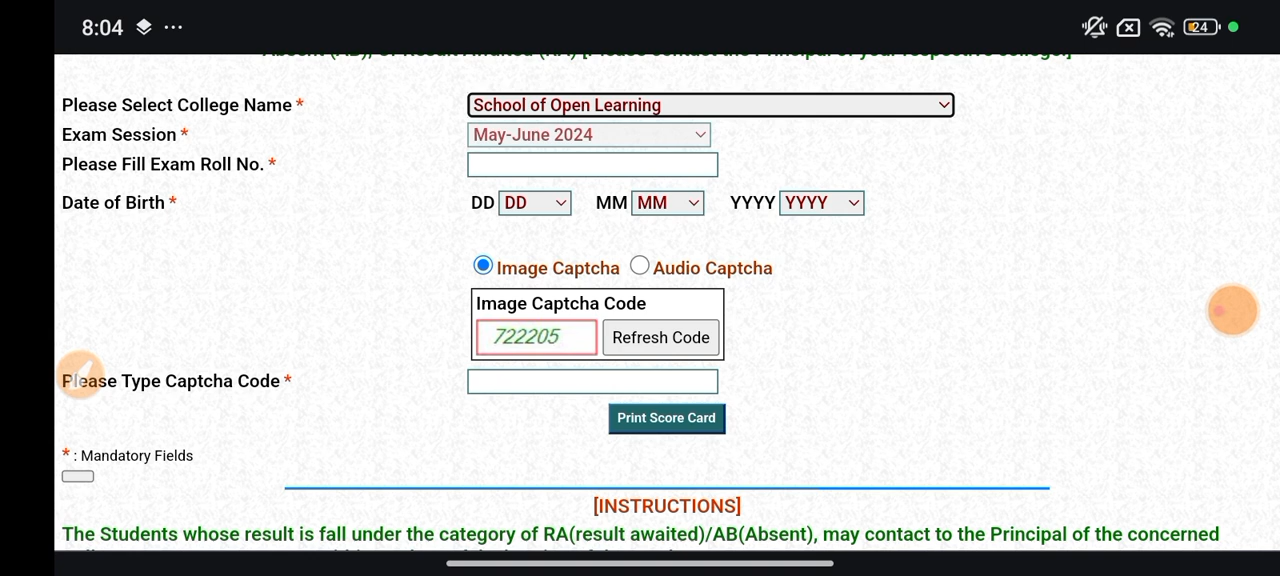 8:04 ...
24
Please Select College Name * School of Open Learning
Exam Session * May-June 2024
Please Fill Exam Roll No. *
Date of Birth * DD DD MM MM YYYY YYYY
Image Captcha Audio Captcha
Image Captcha Code
722205 Refresh Code
Please Type Captcha Code *
Print Score Card
* : Mandatory Fields
[INSTRUCTIONS]
The Students whose result is fall under the category of RA(result awaited)/AB(Absent), may contact to the Principal of the concerned